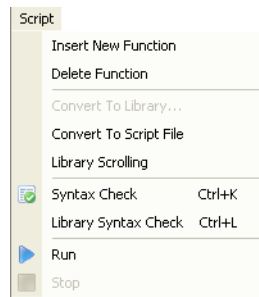 Script
Insert New Function
Delete Function
Convert To Library...
Convert To Script File
Library Scrolling
Syntax Check Ctrl+K
Library Syntax Check Ctrl+L
Run
Stop